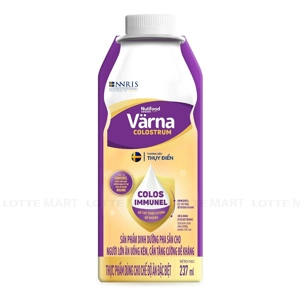 NNRIS
Nutifood
Värna
COLOSTRUM
THỤY ĐIỂN
COLOS
IMMUNEL
SẢN PHẨM DINH DƯỠNG PHA SẴN CHO
NGƯỜI LỚN ĂN UỐNG KÉM, CẦN TĂNG CƯỜNG ĐỀ KHÁNG
THỰC PHẨM DÙNG CHO CHẾ ĐỘ ĂN ĐẶC BIỆT
237 ml
LOTTE MART